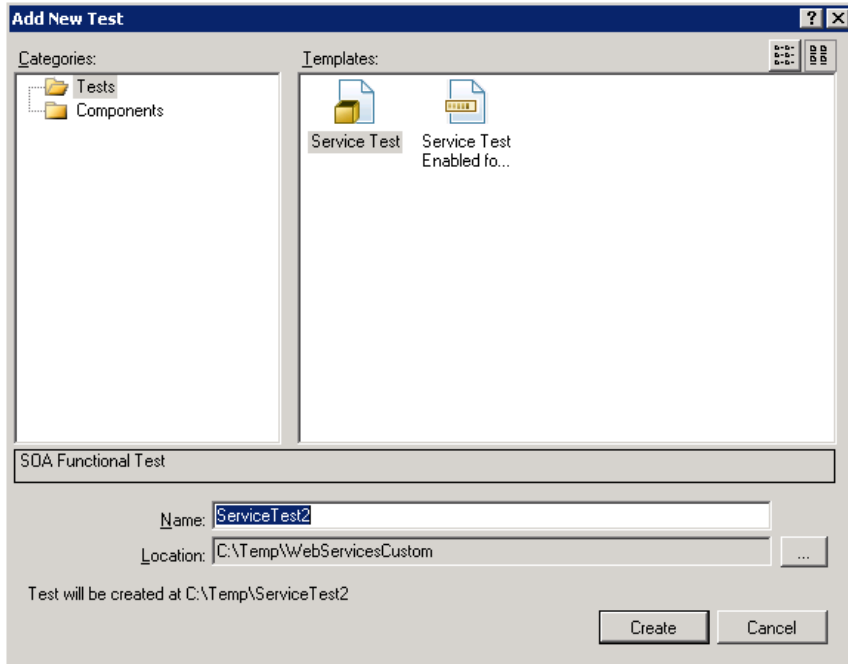 Add New Test
Categories:
Templates:
Tests
Components
Service Test
Service Test
Enabled fo...
SOA Functional Test
Name: ServiceTest2
Location: C:\Temp\WebServicesCustom
...
Test will be created at C:\Temp\ServiceTest2
Create
Cancel